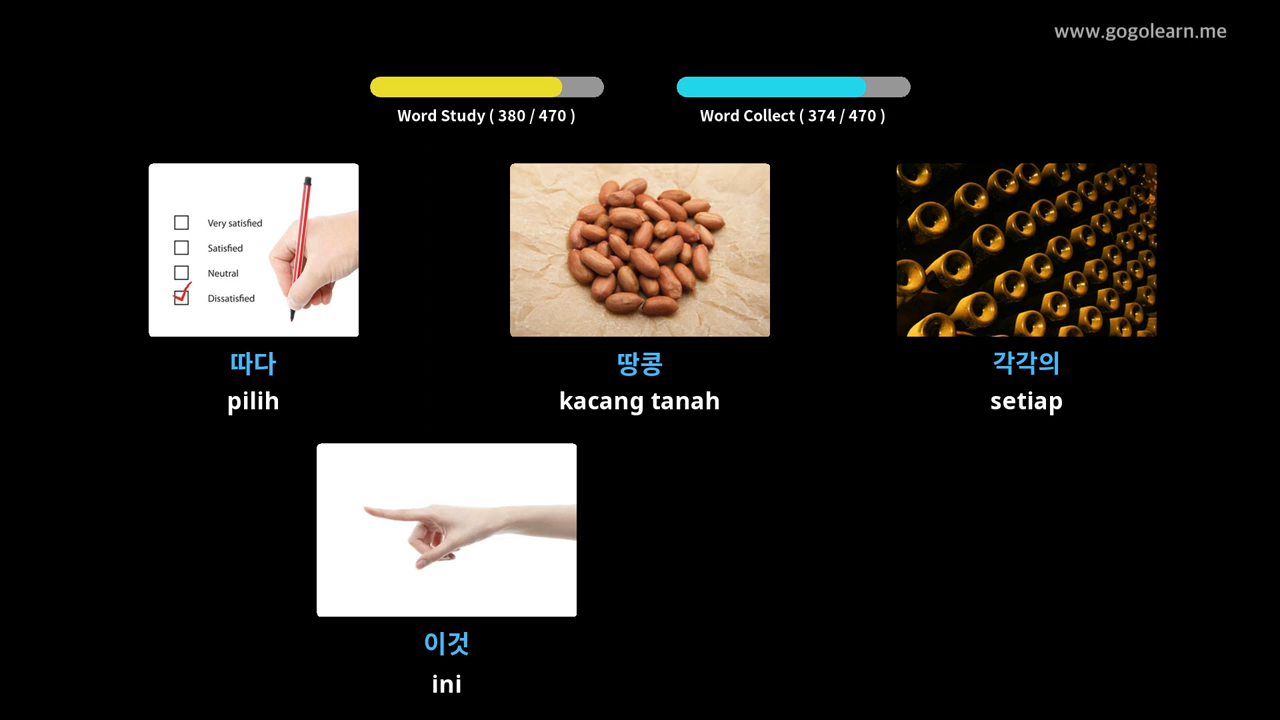 www.gogolearn.me
Word Study ( 380 / 470 )
Word Collect ( 374 / 470 )
Very satisfied
Satisfied
Neutral
Dissatisfied
따다
pilih
땅콩
kacang tanah
각각의
setiap
이것
ini